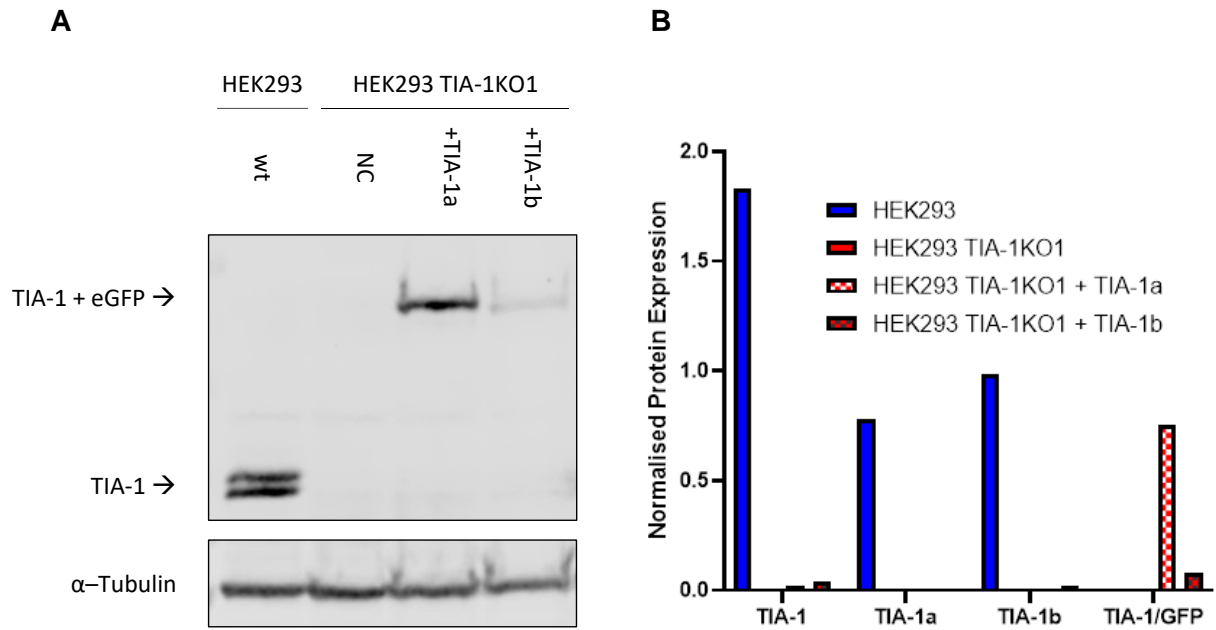 A
HEK293
HEK293 TIA-1KO1
wt
NC
+TIA-1a
+TIA-1b
TIA-1 + eGFP →
TIA-1 →
α–Tubulin
B
Normalised Protein Expression
2.0
1.5
1.0
0.5
0.0
HEK293
HEK293 TIA-1KO1
HEK293 TIA-1KO1 + TIA-1a
HEK293 TIA-1KO1 + TIA-1b
TIA-1
TIA-1a
TIA-1b
TIA-1/GFP